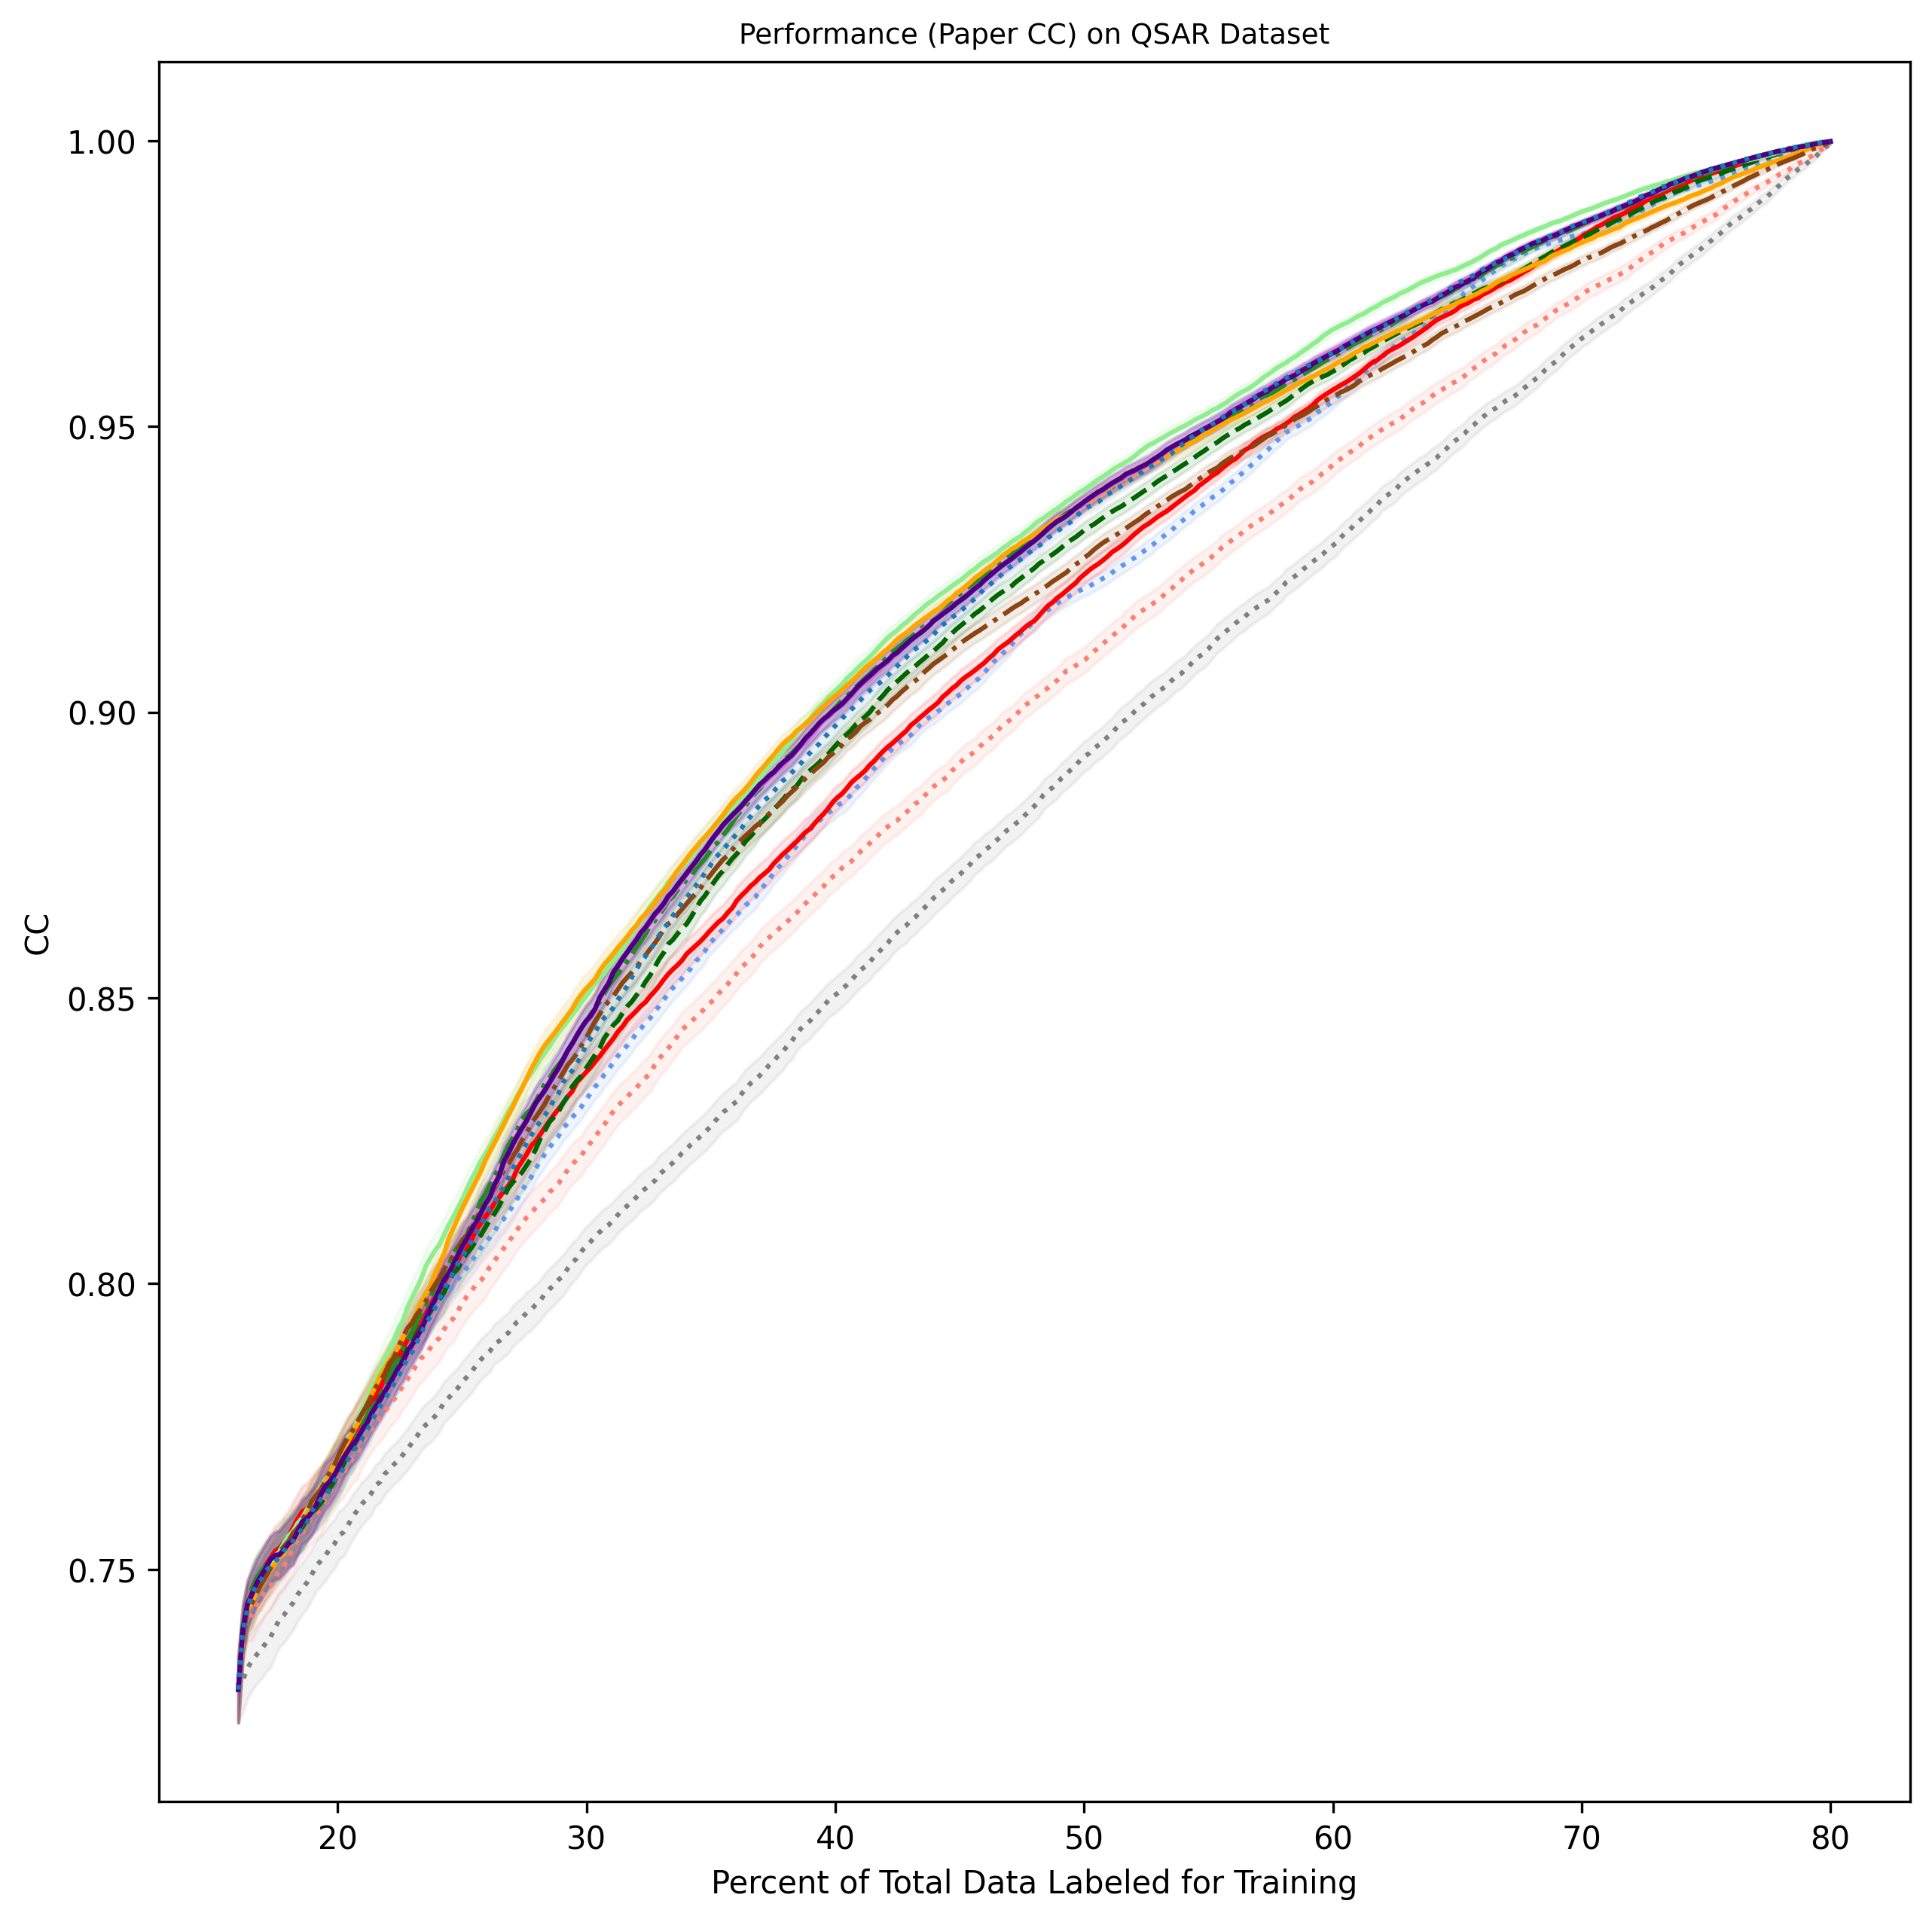 Performance (Paper CC) on QSAR Dataset
1.00
0.95
0.90
0.85
0.80
0.75
CC
20 30 40 50 60 70 80
Percent of Total Data Labeled for Training